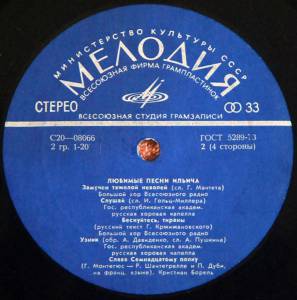 МИНИСТЕРСТВО КУЛЬТУРЫ СССР
МЕЛОДИЯ
ВСЕСОЮЗНАЯ ФИРМА ГРАМПЛАСТИНОК
СТЕРЕО
33
ВСЕСОЮЗНАЯ СТУДИЯ ГРАМЗАПИСИ
С20—08066
ГОСТ 5289-73
2 гр. 1-20
2 (4 стороны)
ЛЮБИМЫЕ ПЕСНИ ИЛЬИЧА
Замучен тяжелой неволей (сл. Г. Мачтета)
Большой хор Всесоюзного радио
Слушай (сл. И. Гольц-Миллера)
Гос. республиканская академ.
русская хоровая капелла
Беснуйтесь, тираны
(русский текст Г. Кржижановского)
Большой хор Всесоюзного радио
Узник (обр. А. Давиденко, сл. А. Пушкина)
Гос. республиканская академ.
русская хоровая капелла
Слава Семнадцатому полку
(Г. Монтегюс — Р. Шантегрелле и П. Дуби,
на франц. языке). Кристиан Борель